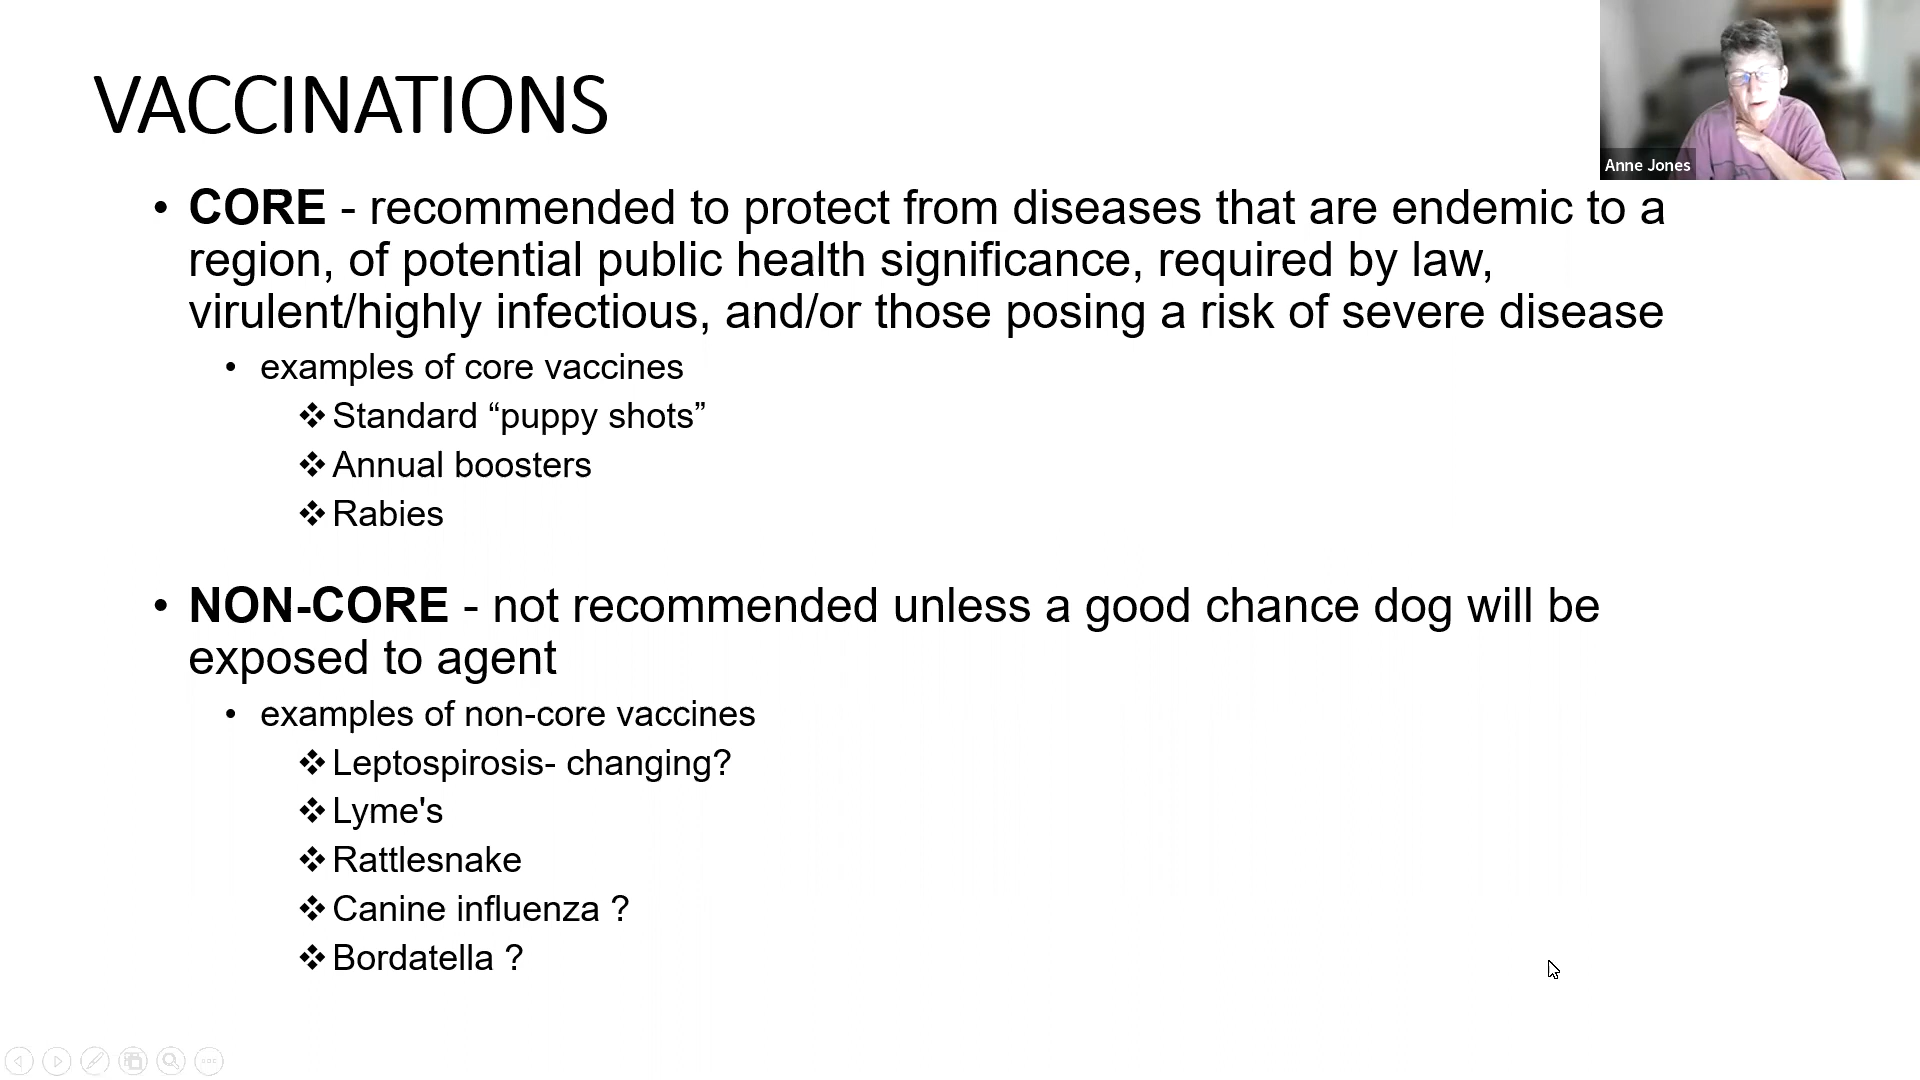 VACCINATIONS
Anne Jones
• CORE - recommended to protect from diseases that are endemic to a
region, of potential public health significance, required by law,
virulent/highly infectious, and/or those posing a risk of severe disease
• examples of core vaccines
❖ Standard “puppy shots”
❖ Annual boosters
❖ Rabies
• NON-CORE - not recommended unless a good chance dog will be
exposed to agent
• examples of non-core vaccines
❖ Leptospirosis- changing?
❖ Lyme's
❖ Rattlesnake
❖ Canine influenza ?
❖ Bordatella ?